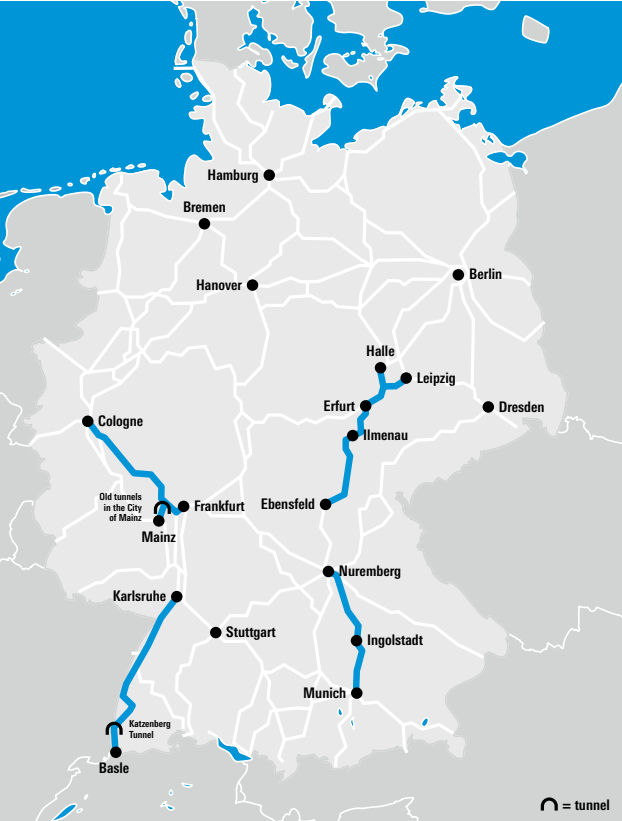 Hamburg
Bremen
Berlin
Hanover
Halle
Leipzig
Erfurt
Dresden
Cologne
Ilmenau
Old tunnels
in the City
of Mainz
Frankfurt
Ebensfeld
Mainz
Nuremberg
Karlsruhe
Stuttgart
Ingolstadt
Munich
Katzenberg
Tunnel
Basle
= tunnel